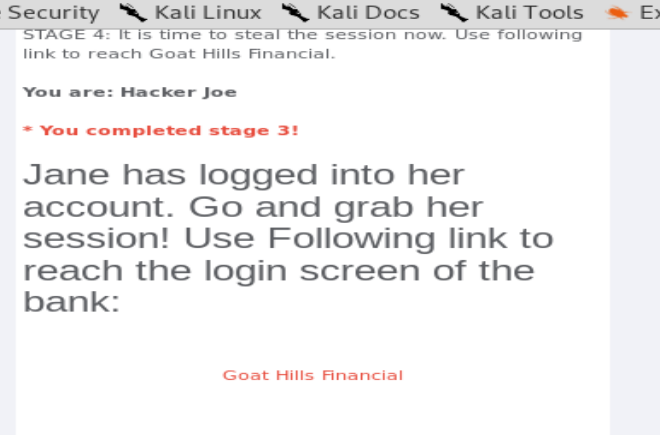 Security Kali Linux Kali Docs Kali Tools
STAGE 4: It is time to steal the session now. Use following
link to reach Goat Hills Financial.
You are: Hacker Joe
* You completed stage 3!
Jane has logged into her
account. Go and grab her
session! Use Following link to
reach the login screen of the
bank:
Goat Hills Financial